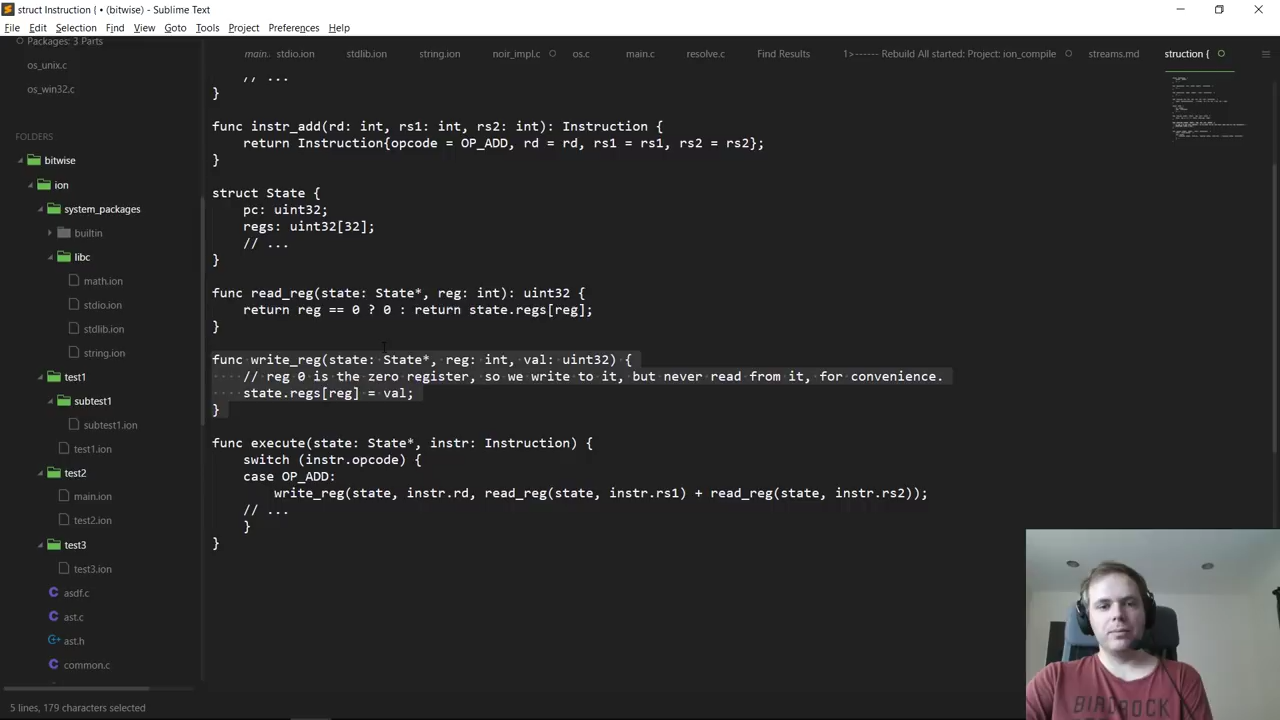 struct Instruction { • (bitwise) - Sublime Text
File Edit Selection Find View Goto Tools Project Preferences Help
Packages: 3 Parts
os_unix.c
os_win32.c
FOLDERS
bitwise
ion
system_packages
builtin
libc
math.ion
stdio.ion
stdlib.ion
string.ion
test1
subtest1
subtest1.ion
test1.ion
test2
main.ion
test2.ion
test3
test3.ion
asdf.c
ast.c
ast.h
common.c
main. stdio.ion stdlib.ion string.ion noir_impl.c os.c main.c resolve.c Find Results 1>------ Rebuild All started: Project: ion_compile streams.md struction {
// ...
}
func instr_add(rd: int, rs1: int, rs2: int): Instruction {
return Instruction{opcode = OP_ADD, rd = rd, rs1 = rs1, rs2 = rs2};
}
struct State {
pc: uint32;
regs: uint32[32];
// ...
}
func read_reg(state: State*, reg: int): uint32 {
return reg == 0 ? 0 : return state.regs[reg];
}
func write_reg(state: State*, reg: int, val: uint32) {
// reg 0 is the zero register, so we write to it, but never read from it, for convenience.
state.regs[reg] = val;
}
func execute(state: State*, instr: Instruction) {
switch (instr.opcode) {
case OP_ADD:
write_reg(state, instr.rd, read_reg(state, instr.rs1) + read_reg(state, instr.rs2));
// ...
}
}
5 lines, 179 characters selected